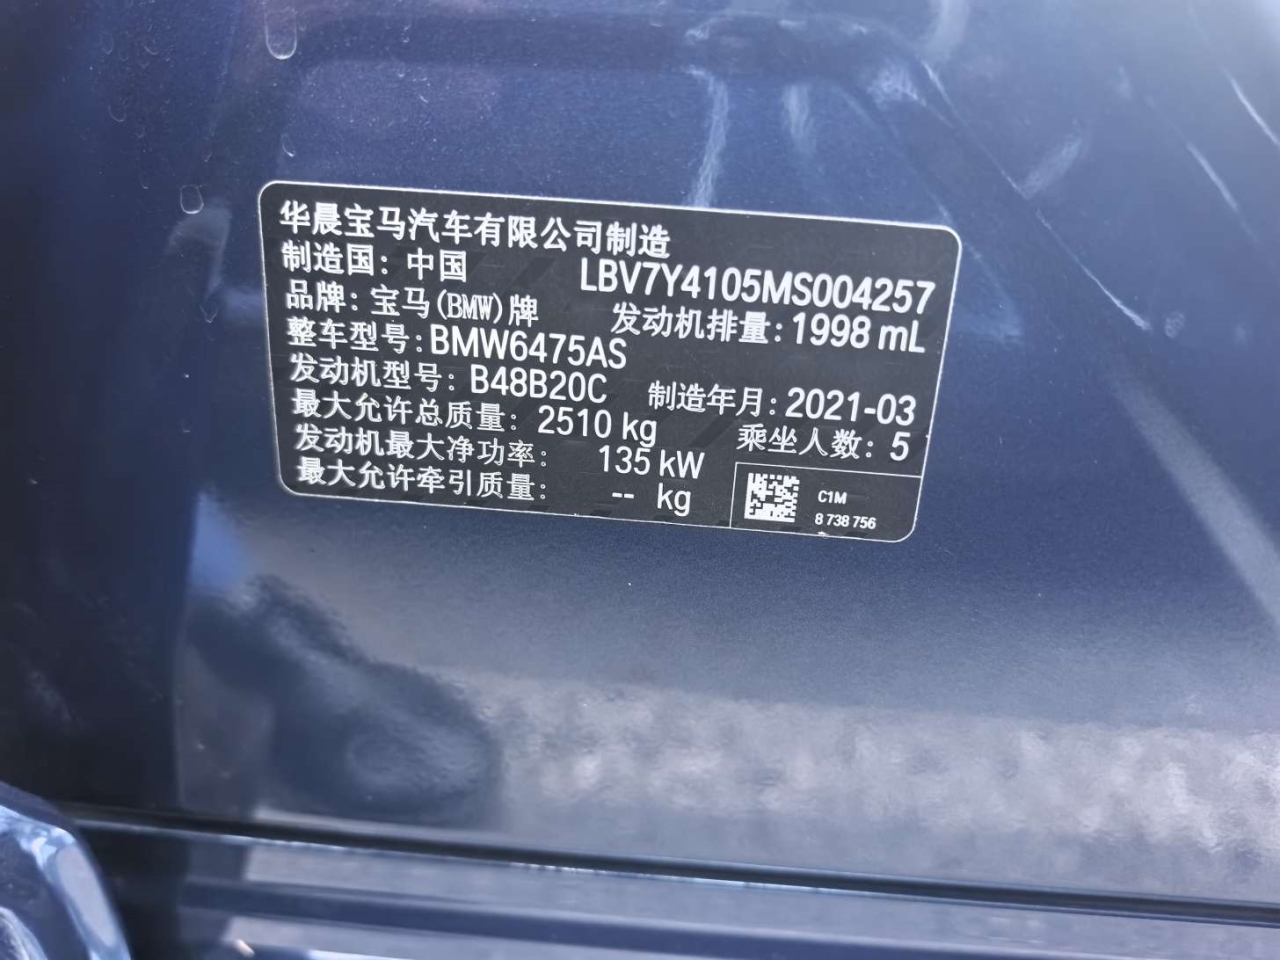 华晨宝马汽车有限公司制造
制造国: 中国 LBV7Y4105MS004257
品牌: 宝马(BMW)牌 发动机排量: 1998 mL
整车型号: BMW6475AS
发动机型号: B48B20C 制造年月: 2021-03
最大允许总质量: 2510 kg 乘坐人数: 5
发动机最大净功率: 135 kW
最大允许牵引质量: -- kg
C1M
8 738 756